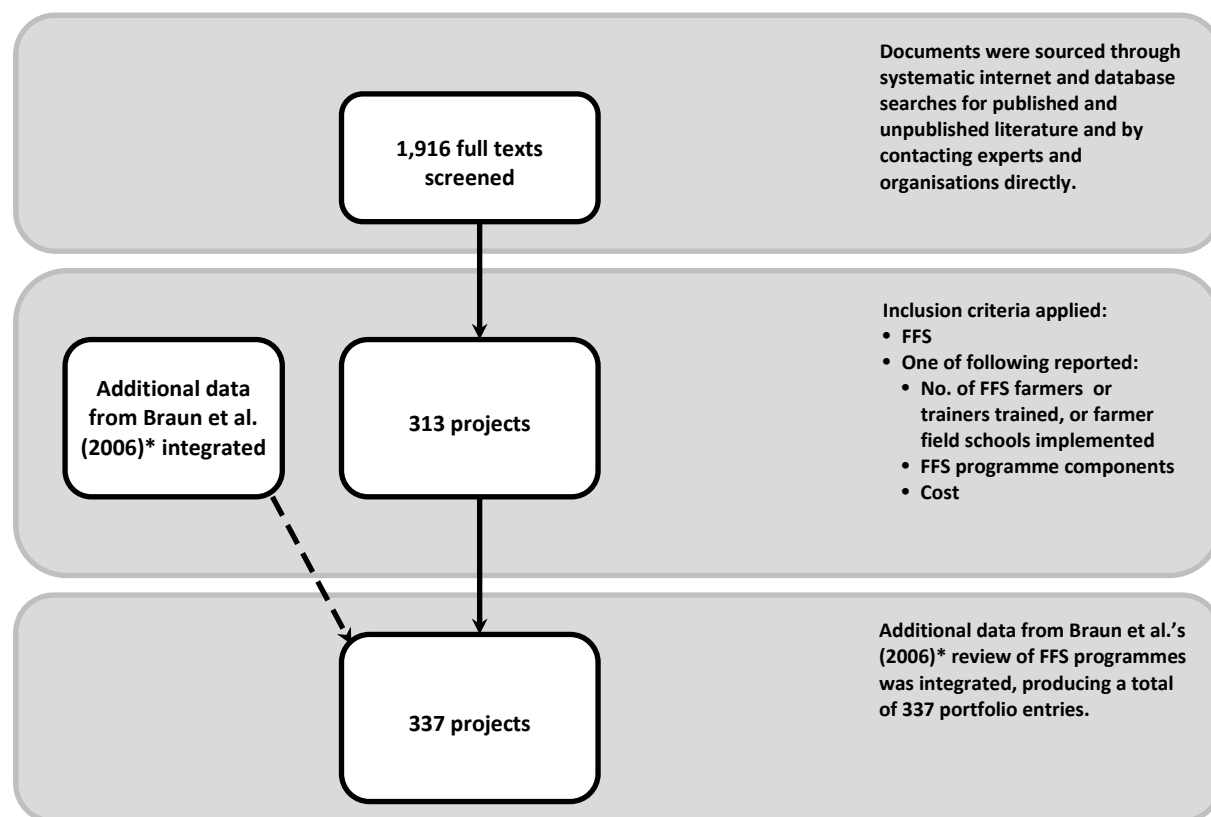 Documents were sourced through
systematic internet and database
searches for published and
unpublished literature and by
contacting experts and
organisations directly.
1,916 full texts
screened
Inclusion criteria applied:
• FFS
• One of following reported:
• No. of FFS farmers or
trainers trained, or farmer
field schools implemented
• FFS programme components
• Cost
Additional data
from Braun et al.
(2006)* integrated
313 projects
Additional data from Braun et al.'s
(2006)* review of FFS programmes
was integrated, producing a total
of 337 portfolio entries.
337 projects